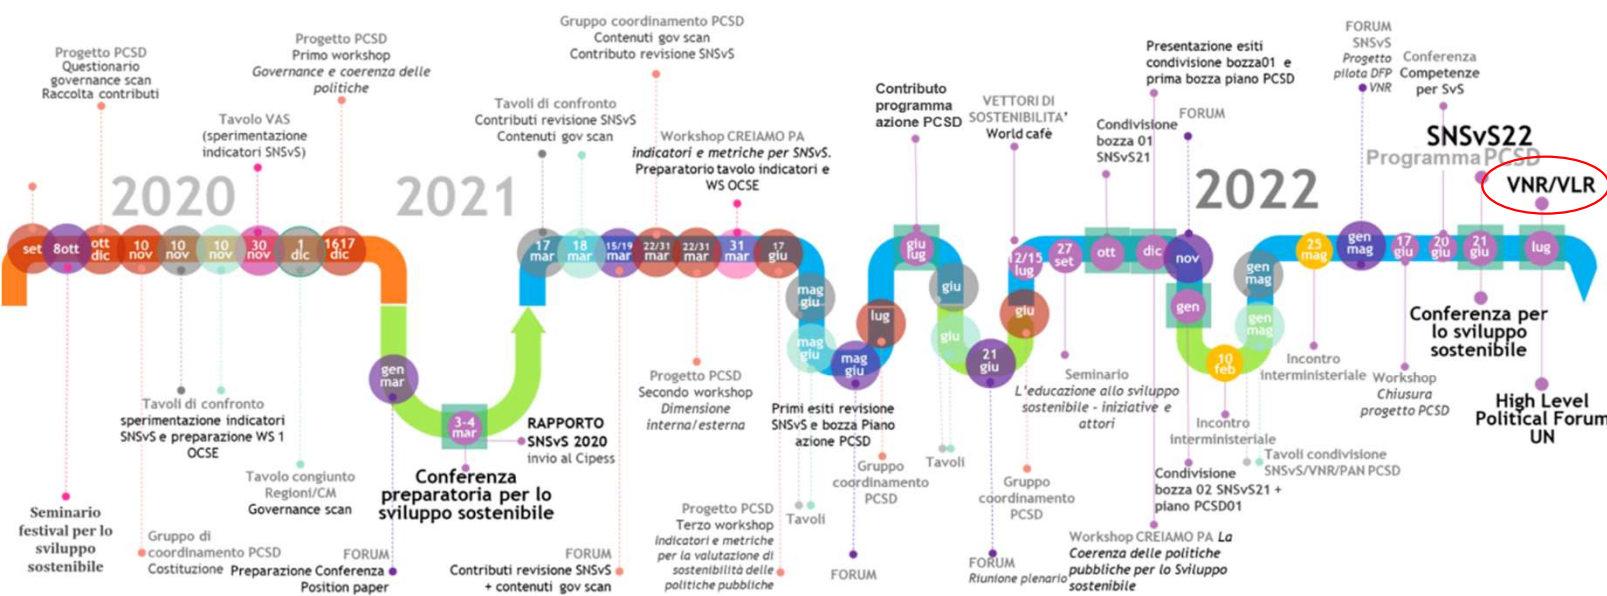 Progetto PCSD
Questionario
governance scan
Raccolta contributi
Tavolo VAS
(sperimentazione
indicatori SNSvS)
Progetto PCSD
Primo workshop
Governance e coerenza delle
politiche
2020
set
8ott
ott
dic
10
nov
10
nov
10
nov
30
nov
1
dic
1617
dic
Seminario
festival per lo
sviluppo
sostenibile
Gruppo di
coordinamento PCSD
Costituzione
Tavoli di confronto
sperimentazione indicatori
SNSvS e preparazione WS 1
OCSE
Tavolo congiunto
Regioni/CM
Governance scan
FORUM
Preparazione Conferenza
Position paper
gen
mar
3-4
mar
RAPPORTO
SNSvS 2020
invio al Cipess
Conferenza
preparatoria per lo
sviluppo sostenibile
2021
Tavoli di confronto
Contributi revisione SNSvS
Contenuti gov scan
Gruppo coordinamento PCSD
Contenuti gov scan
Contributo revisione SNSvS
Workshop CREIAMO PA
indicatori e metriche per SNSvS.
Preparatorio tavolo indicatori e
WS OCSE
17
mar
18
mar
15/19
mar
22/31
mar
22/31
mar
31
mar
17
giu
FORUM
Contributi revisione SNSvS
+ contenuti gov scan
Progetto PCSD
Secondo workshop
Dimensione
interna/esterna
Progetto PCSD
Terzo workshop
Indicatori e metriche
per la valutazione di
sostenibilità delle
politiche pubbliche
mag
giu
mag
giu
mag
giu
lug
Primi esiti revisione
SNSvS e bozza Piano
azione PCSD
Tavoli
FORUM
Gruppo
coordinamento
PCSD
Contributo
programma
azione PCSD
giu
lug
giu
giu
21
giu
Tavoli
FORUM
Riunione plenario
VETTORI DI
SOSTENIBILITA'
World cafè
12/15
lug
giu
Gruppo
coordinamento
PCSD
27
set
Seminario
L'educazione allo sviluppo
sostenibile - iniziative e
attori
Condivisione
bozza 01
SNSvS21
ott
Presentazione esiti
condivisione bozza01 e
prima bozza piano PCSD
dic
Workshop CREIAMO PA La
Coerenza delle politiche
pubbliche per lo Sviluppo
sostenibile
FORUM
nov
2022
gen
Condivisione
bozza 02 SNSvS21 +
piano PCSD01
10
feb
Incontro
interministeriale
gen
mag
gen
mag
Tavoli condivisione
SNSvS/VNR/PAN PCSD
25
mag
Incontro
interministeriale
FORUM
SNSvS
Progetto
pilota DFP
VNR
gen
mag
17
giu
Workshop
Chiusura
progetto PCSD
Conferenza
Competenze
per SvS
20
giu
SNSvS22
Programma PCSD
21
giu
Conferenza per
lo sviluppo
sostenibile
VNR/VLR
lug
High Level
Political Forum
UN